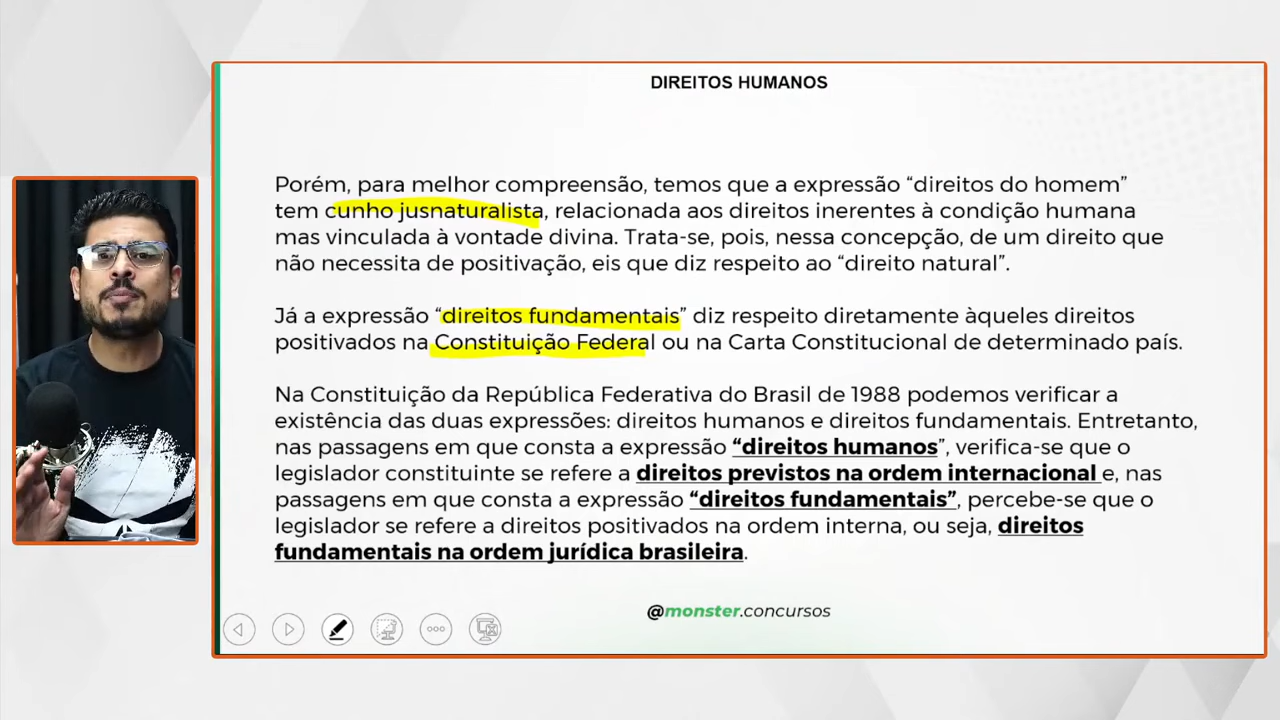 DIREITOS HUMANOS
Porém, para melhor compreensão, temos que a expressão “direitos do homem”
tem cunho jusnaturalista, relacionada aos direitos inerentes à condição humana
mas vinculada à vontade divina. Trata-se, pois, nessa concepção, de um direito que
não necessita de positivação, eis que diz respeito ao “direito natural”.
Já a expressão “direitos fundamentais” diz respeito diretamente àqueles direitos
positivados na Constituição Federal ou na Carta Constitucional de determinado país.
Na Constituição da República Federativa do Brasil de 1988 podemos verificar a
existência das duas expressões: direitos humanos e direitos fundamentais. Entretanto,
nas passagens em que consta a expressão “direitos humanos”, verifica-se que o
legislador constituinte se refere a direitos previstos na ordem internacional e, nas
passagens em que consta a expressão “direitos fundamentais”, percebe-se que o
legislador se refere a direitos positivados na ordem interna, ou seja, direitos
fundamentais na ordem jurídica brasileira.
@monster.concursos